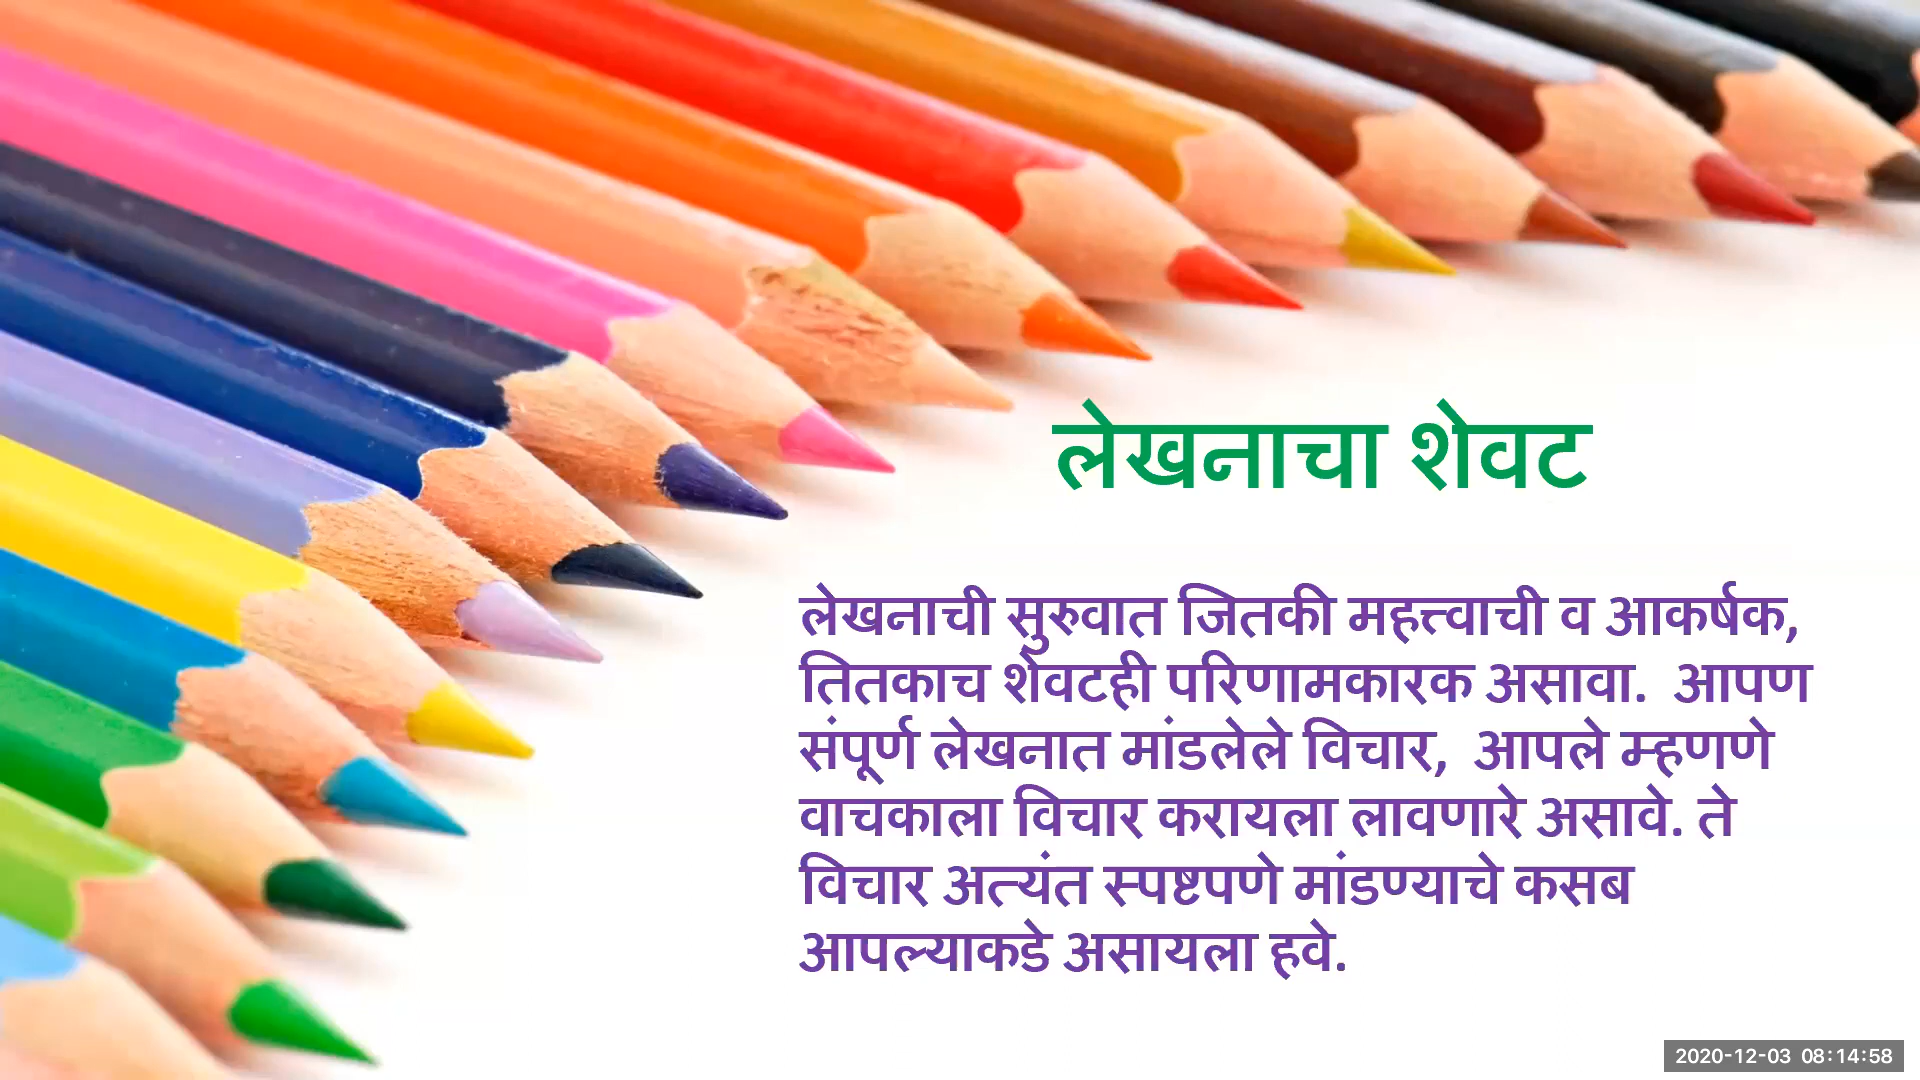 लेखनाचा शेवट
लेखनाची सुरुवात जितकी महत्त्वाची व आकर्षक,
तितकाच शेवटही परिणामकारक असावा. आपण
संपूर्ण लेखनात मांडलेले विचार, आपले म्हणणे
वाचकाला विचार करायला लावणारे असावे. ते
विचार अत्यंत स्पष्टपणे मांडण्याचे कसब
आपल्याकडे असायला हवे.
2020-12-03 08:14:58